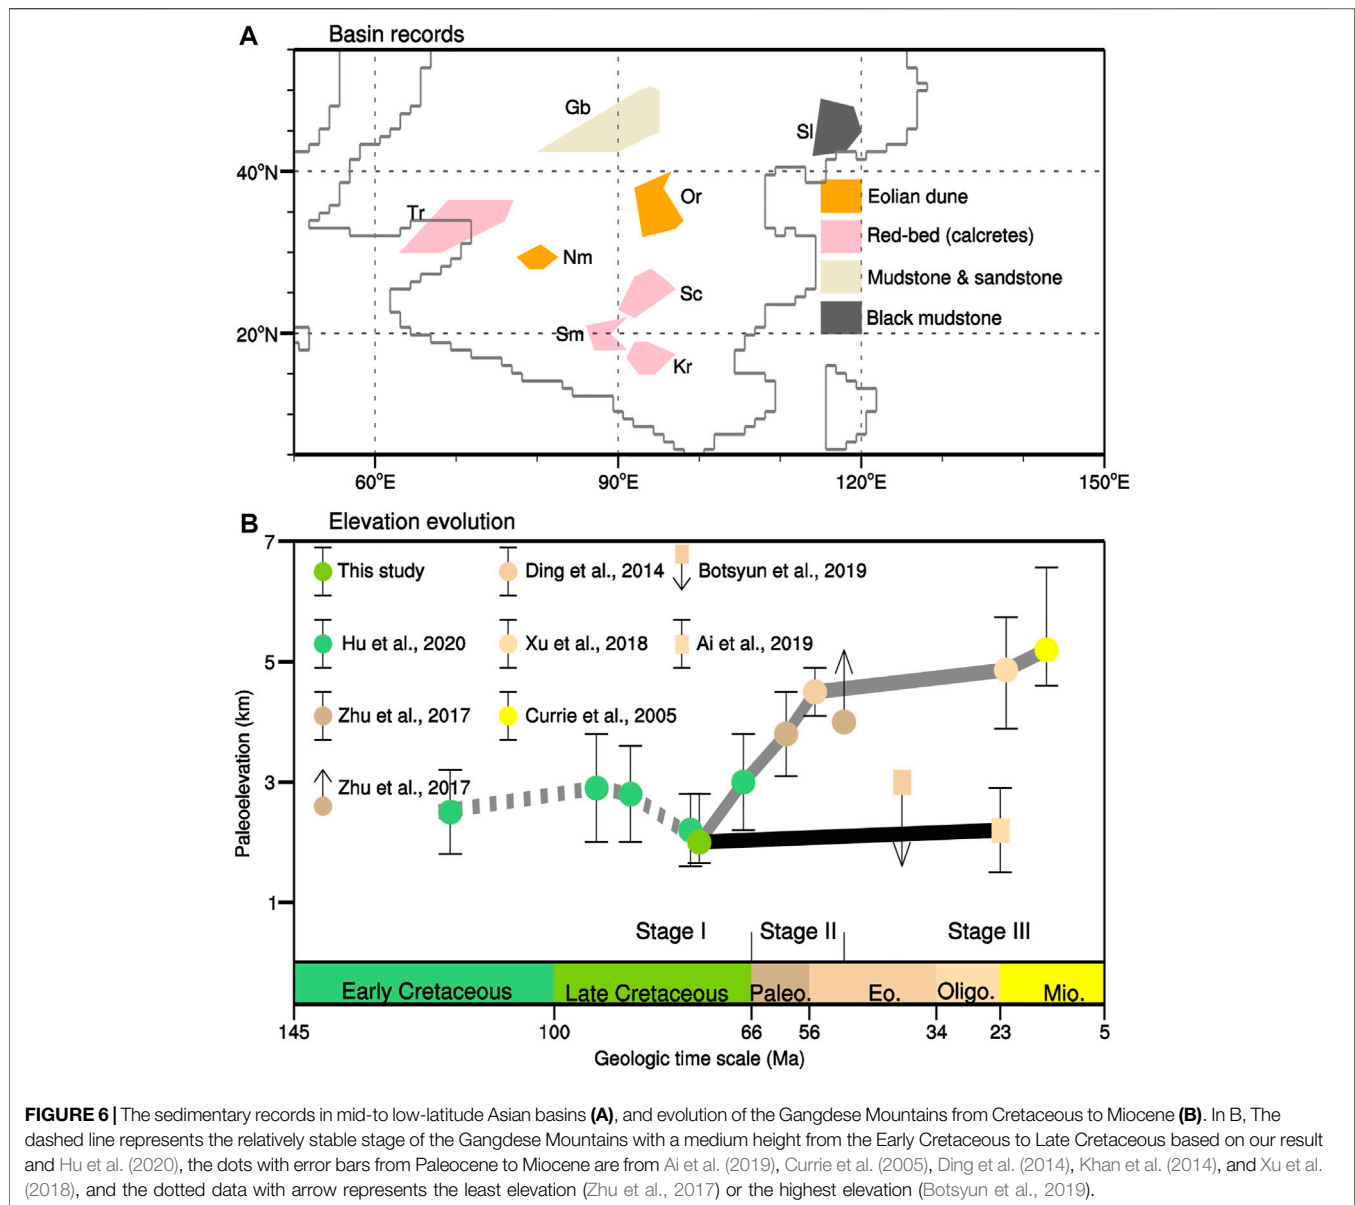 A Basin records
Gb
Sl
40°N
Tr
Or
Eolian dune
Red-bed (calcretes)
Nm
Mudstone & sandstone
Sc
Black mudstone
20°N
Sm
Kr
60°E 90°E 120°E 150°E
B Elevation evolution
7
This study Ding et al., 2014 Botsyun et al., 2019
Hu et al., 2020 Xu et al., 2018 Ai et al., 2019
5
Zhu et al., 2017 Currie et al., 2005
Zhu et al., 2017
3
Paleoelevation (km)
1
Stage I Stage II Stage III
Early Cretaceous Late Cretaceous Paleo. Eo. Oligo. Mio.
145 100 66 56 34 23 5
Geologic time scale (Ma)
FIGURE 6 | The sedimentary records in mid-to low-latitude Asian basins (A), and evolution of the Gangdese Mountains from Cretaceous to Miocene (B). In B, The
dashed line represents the relatively stable stage of the Gangdese Mountains with a medium height from the Early Cretaceous to Late Cretaceous based on our result
and Hu et al. (2020), the dots with error bars from Paleocene to Miocene are from Ai et al. (2019), Currie et al. (2005), Ding et al. (2014), Khan et al. (2014), and Xu et al.
(2018), and the dotted data with arrow represents the least elevation (Zhu et al., 2017) or the highest elevation (Botsyun et al., 2019).